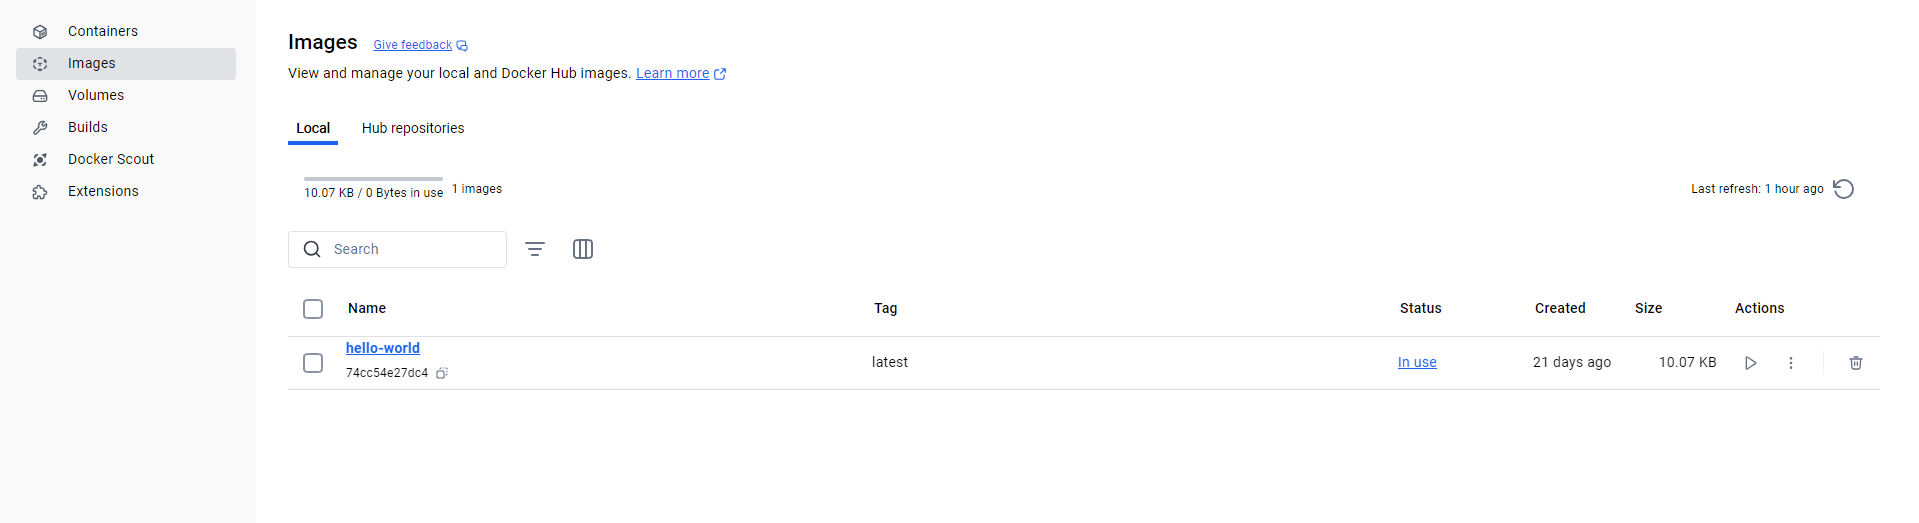 Containers
Images
Volumes
Builds
Docker Scout
Extensions
Images Give feedback
View and manage your local and Docker Hub images. Learn more
Local Hub repositories
10.07 KB / 0 Bytes in use 1 images
Last refresh: 1 hour ago
Search
Name Tag Status Created Size Actions
hello-world
74cc54e27dc4
latest In use 21 days ago 10.07 KB